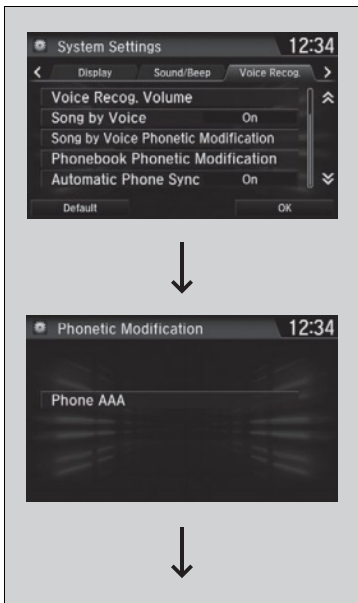 System Settings 12:34
Display Sound/Beep Voice Recog.
Voice Recog. Volume
Song by Voice On
Song by Voice Phonetic Modification
Phonebook Phonetic Modification
Automatic Phone Sync On
Default OK
Phonetic Modification 12:34
Phone AAA